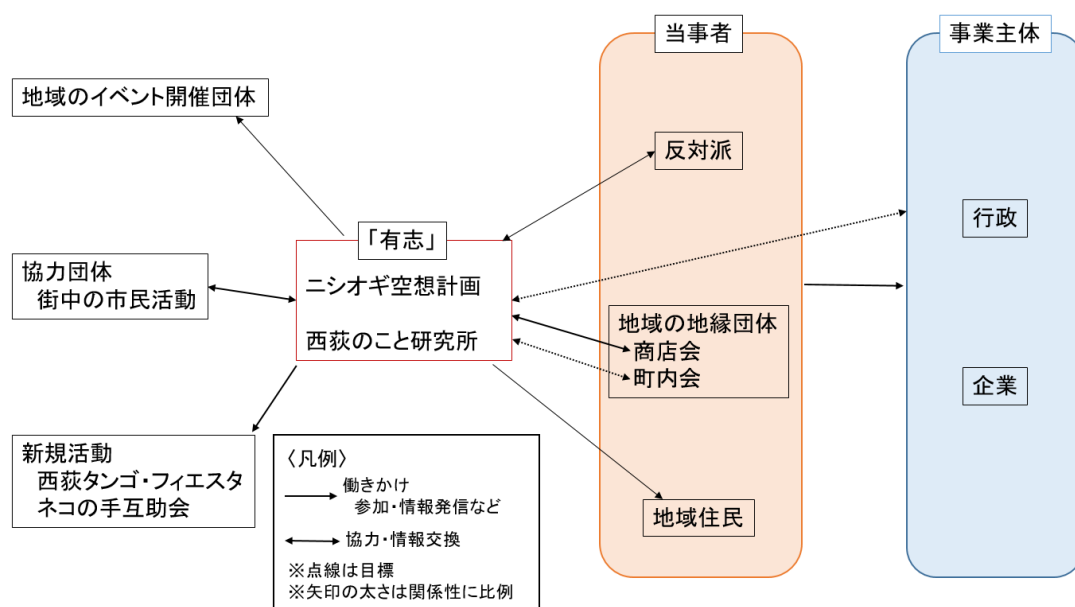 当事者
事業主体
地域のイベント開催団体
反対派
行政
「有志」
ニシオギ空想計画
西荻のこと研究所
協力団体
街中の市民活動
地域の地縁団体
商店会
町内会
企業
新規活動
西荻タンゴ・フィエスタ
ネコの手互助会
〈凡例〉
働きかけ
参加・情報発信など
協力・情報交換
※点線は目標
※矢印の太さは関係性に比例
地域住民